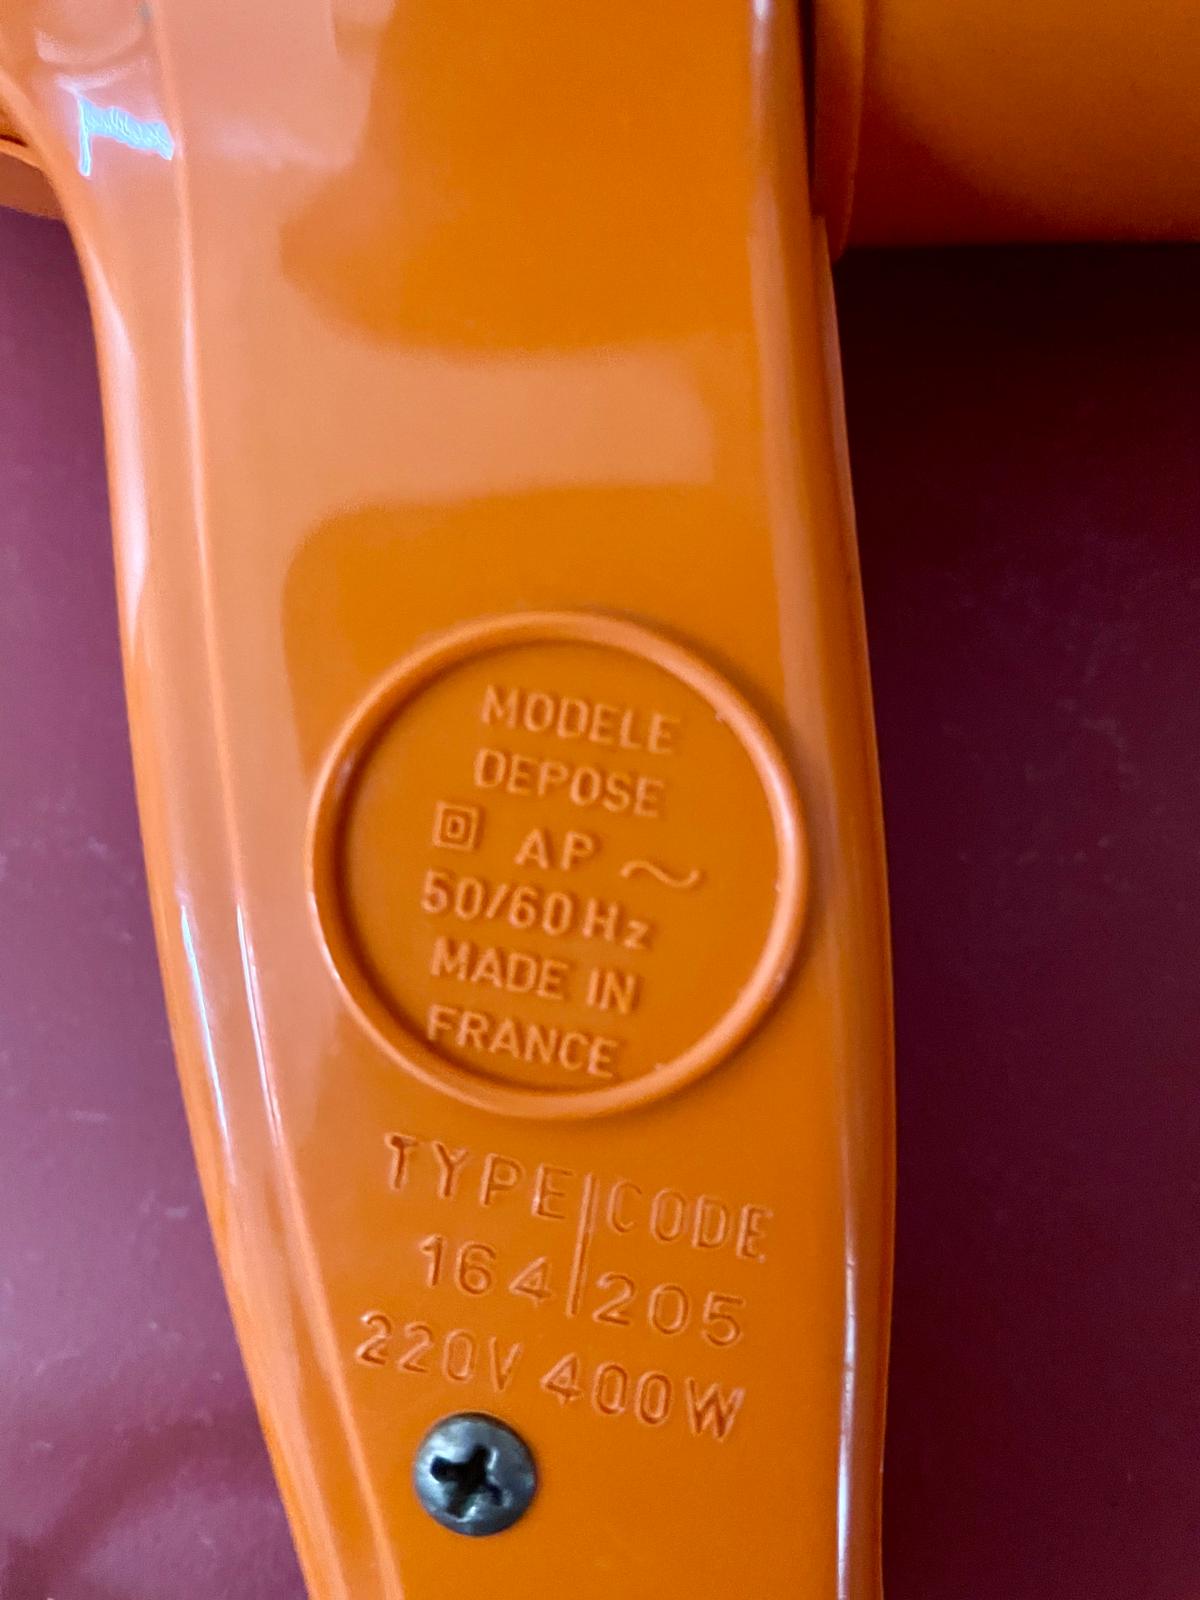 MODELE
DEPOSE
AP ~
50/60Hz
MADE IN
FRANCE
TYPE|CODE
164|205
220V 400W